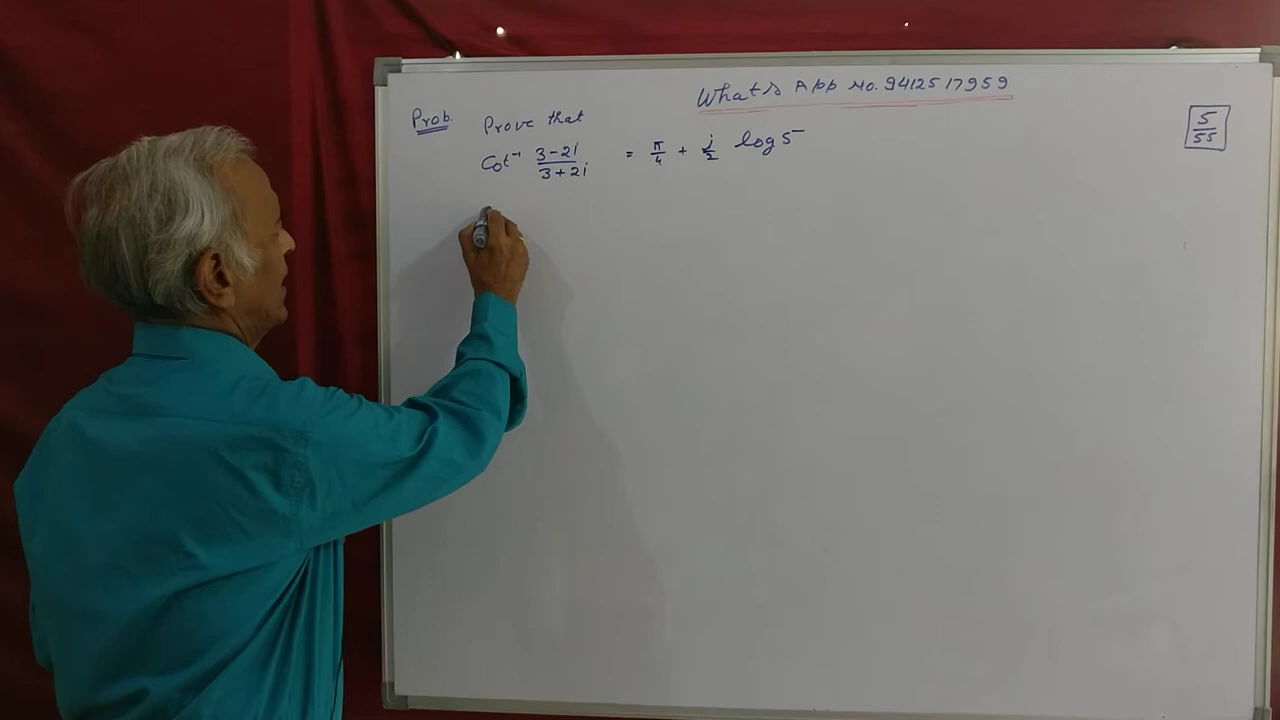 What's App No. 9412517959
Prob. Prove that
Cot⁻¹ (3-2i)/(3+2i) = π/4 + i/2 log 5
5/55